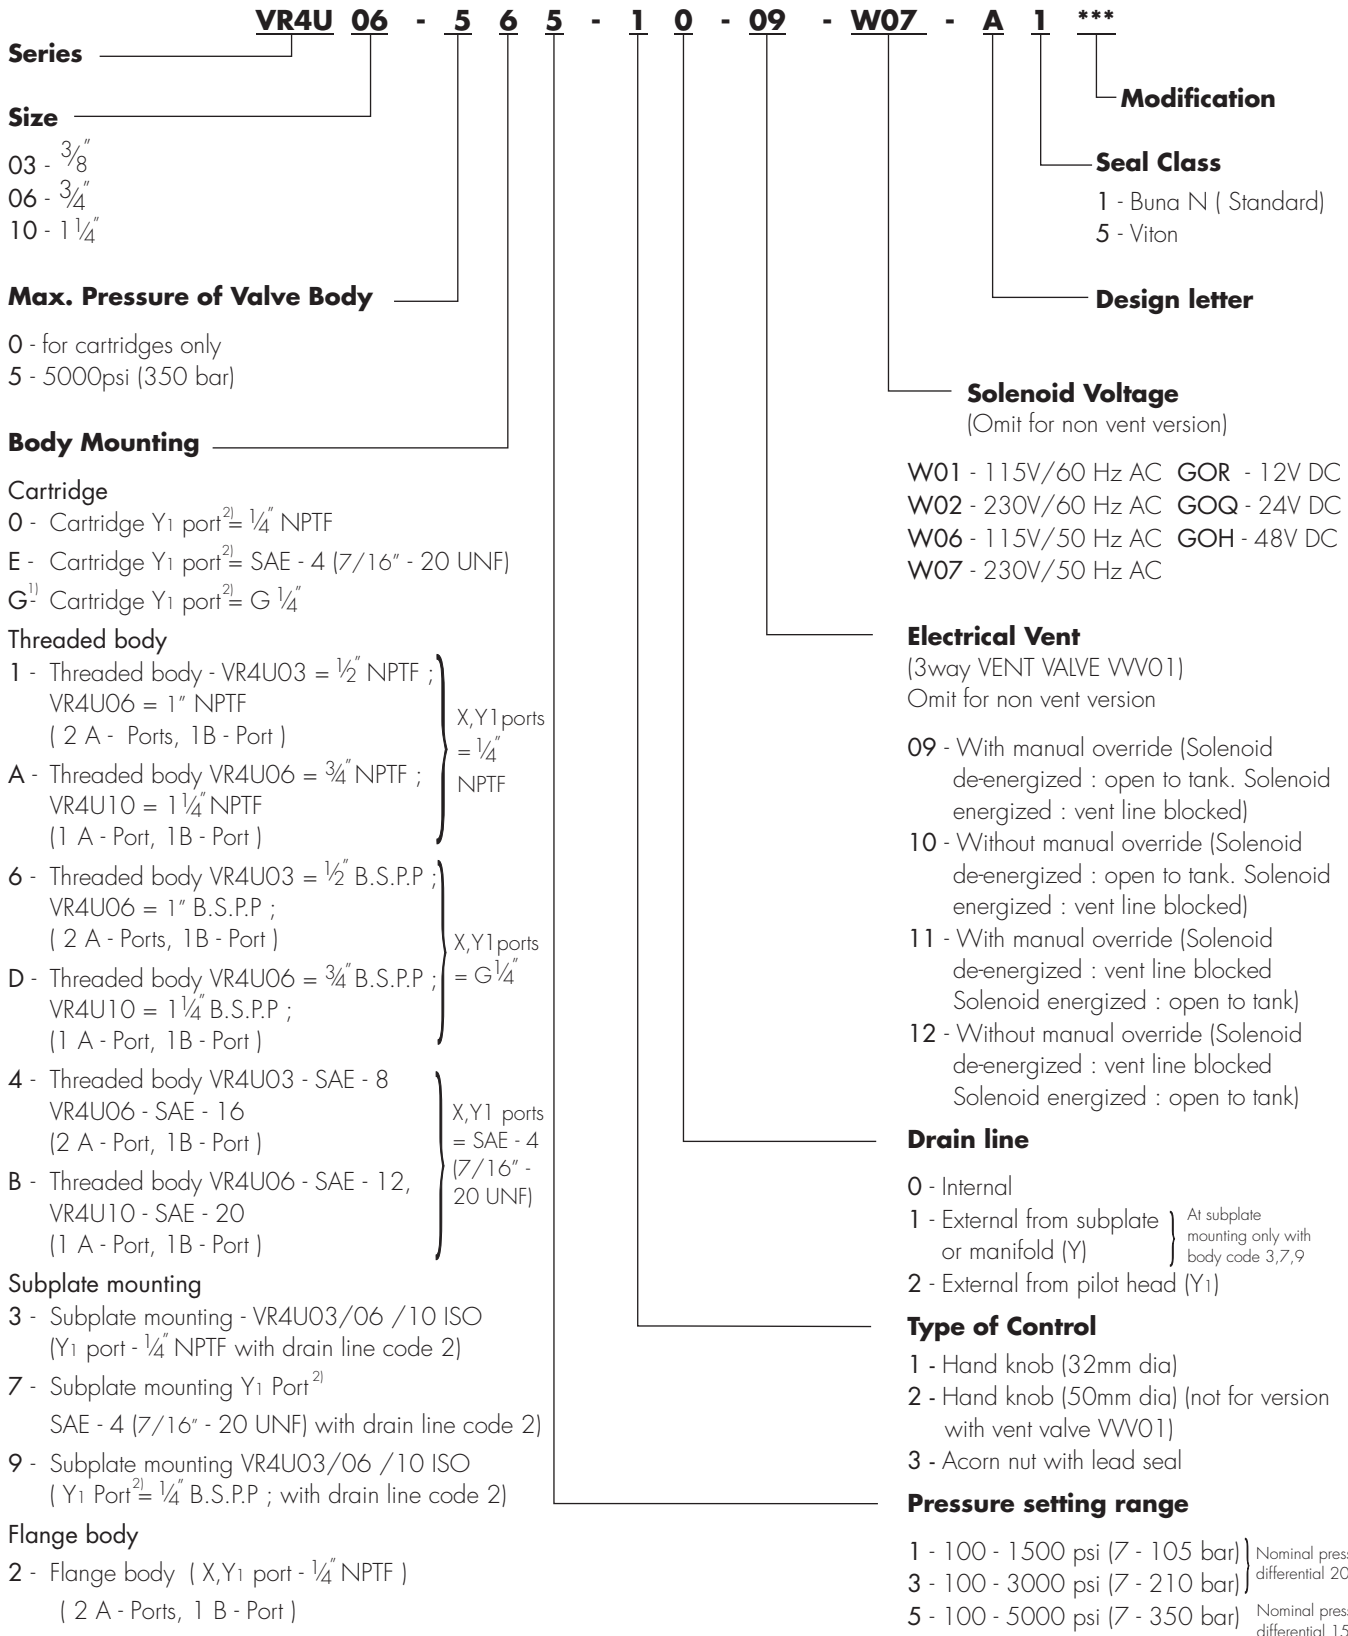 VR4U 06 - 5 6 5 - 1 0 - 09 - W07 - A 1 ***
Series
Size
03 - 3/8"
06 - 3/4"
10 - 1 1/4"
Max. Pressure of Valve Body
0 - for cartridges only
5 - 5000psi (350 bar)
Body Mounting
Cartridge
0 - Cartridge Y1 port 2)= 1/4" NPTF
E - Cartridge Y1 port 2)= SAE - 4 (7/16" - 20 UNF)
G 1)- Cartridge Y1 port 2)= G 1/4"
Threaded body
1 - Threaded body - VR4U03 = 1/2" NPTF ;
VR4U06 = 1" NPTF
( 2 A - Ports, 1B - Port )
A - Threaded body VR4U06 = 3/4" NPTF ;
VR4U10 = 1 1/4" NPTF
(1 A - Port, 1B - Port )
X,Y1ports
= 1/4"
NPTF
6 - Threaded body VR4U03 = 1/2" B.S.P.P ;
VR4U06 = 1" B.S.P.P ;
( 2 A - Ports, 1B - Port )
D - Threaded body VR4U06 = 3/4" B.S.P.P ;
VR4U10 = 1 1/4" B.S.P.P ;
(1 A - Port, 1B - Port )
X,Y1ports
= G1/4"
4 - Threaded body VR4U03 - SAE - 8
VR4U06 - SAE - 16
(2 A - Port, 1B - Port )
B - Threaded body VR4U06 - SAE - 12,
VR4U10 - SAE - 20
(1 A - Port, 1B - Port )
X,Y1 ports
= SAE - 4
(7/16" -
20 UNF)
Subplate mounting
3 - Subplate mounting - VR4U03/06 /10 ISO
(Y1 port - 1/4" NPTF with drain line code 2)
7 - Subplate mounting Y1 Port 2)
SAE - 4 (7/16" - 20 UNF) with drain line code 2)
9 - Subplate mounting VR4U03/06 /10 ISO
( Y1 Port 2)= 1/4" B.S.P.P ; with drain line code 2)
Flange body
2 - Flange body ( X,Y1 port - 1/4" NPTF )
( 2 A - Ports, 1 B - Port )
Modification
Seal Class
1 - Buna N ( Standard)
5 - Viton
Design letter
Solenoid Voltage
(Omit for non vent version)
W01 - 115V/60 Hz AC GOR - 12V DC
W02 - 230V/60 Hz AC GOQ - 24V DC
W06 - 115V/50 Hz AC GOH - 48V DC
W07 - 230V/50 Hz AC
Electrical Vent
(3way VENT VALVE VVV01)
Omit for non vent version
09 - With manual override (Solenoid
de-energized : open to tank. Solenoid
energized : vent line blocked)
10 - Without manual override (Solenoid
de-energized : open to tank. Solenoid
energized : vent line blocked)
11 - With manual override (Solenoid
de-energized : vent line blocked
Solenoid energized : open to tank)
12 - Without manual override (Solenoid
de-energized : vent line blocked
Solenoid energized : open to tank)
Drain line
0 - Internal
1 - External from subplate
or manifold (Y)
At subplate
mounting only with
body code 3,7,9
2 - External from pilot head (Y1)
Type of Control
1 - Hand knob (32mm dia)
2 - Hand knob (50mm dia) (not for version
with vent valve VVV01)
3 - Acorn nut with lead seal
Pressure setting range
1 - 100 - 1500 psi (7 - 105 bar)
3 - 100 - 3000 psi (7 - 210 bar)
Nominal press
differential 20
5 - 100 - 5000 psi (7 - 350 bar)
Nominal press
differential 15